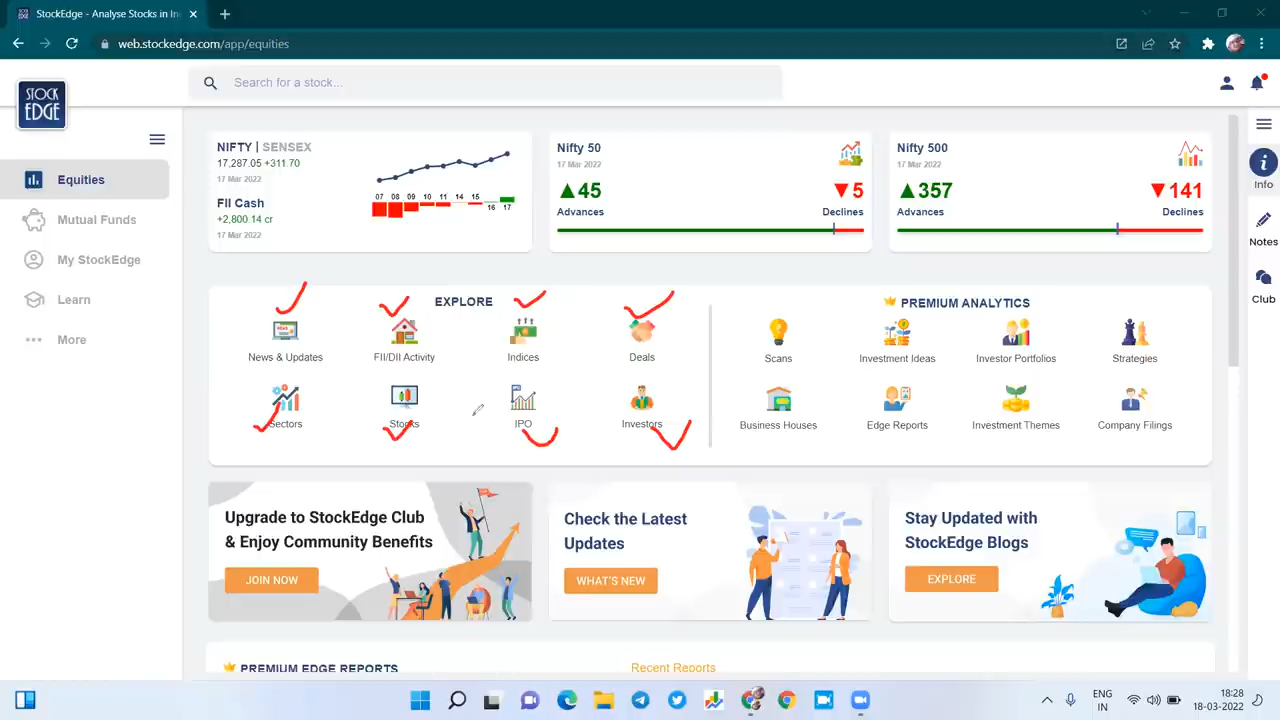 StockEdge - Analyse Stocks in In
web.stockedge.com/app/equities
STOCK
EDGE
Search for a stock...
Equities
Mutual Funds
My StockEdge
Learn
More
NIFTY | SENSEX
17,287.05 +311.70
17 Mar 2022
FII Cash
+2,800.14 cr
17 Mar 2022
07 08 09 10 11 14 15
16 17
Nifty 50
17 Mar 2022
▲45
▼5
Advances
Declines
Nifty 500
17 Mar 2022
▲357
▼141
Advances
Declines
EXPLORE
News & Updates
FII/DII Activity
Indices
Deals
Sectors
Stocks
IPO
Investors
PREMIUM ANALYTICS
Scans
Investment Ideas
Investor Portfolios
Strategies
Business Houses
Edge Reports
Investment Themes
Company Filings
Info
Notes
Club
Upgrade to StockEdge Club
& Enjoy Community Benefits
JOIN NOW
Check the Latest
Updates
WHAT'S NEW
Stay Updated with
StockEdge Blogs
EXPLORE
PREMIUM EDGE REPORTS
Recent Reports
ENG
IN
18:28
18-03-2022